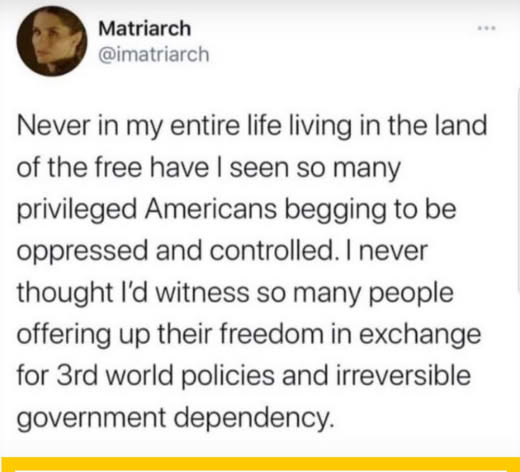 Matriarch
@imatriarch
Never in my entire life living in the land
of the free have I seen so many
privileged Americans begging to be
oppressed and controlled. I never
thought I'd witness so many people
offering up their freedom in exchange
for 3rd world policies and irreversible
government dependency.